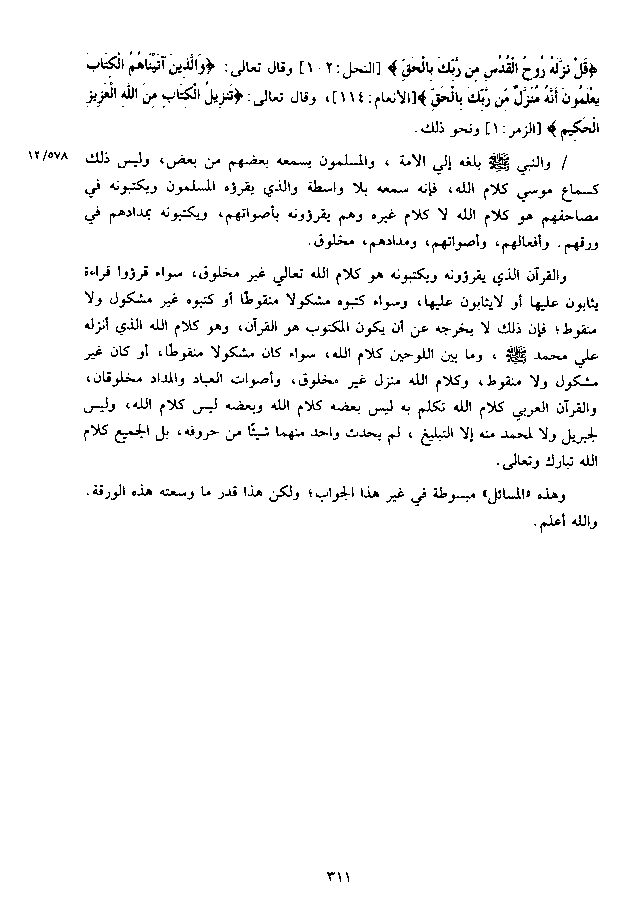 ﴿قُلْ نَزَّلَهُ رُوحُ الْقُدُسِ مِن رَّبِّكَ بِالْحَقِّ﴾ [النحل:١٠٢] وقال تعالى: ﴿وَالَّذِينَ آتَيْنَاهُمُ الْكِتَابَ
يَعْلَمُونَ أَنَّهُ مُنَزَّلٌ مِّن رَّبِّكَ بِالْحَقِّ﴾[الأنعام:١١٤]، وقال تعالى: ﴿تَنزِيلُ الْكِتَابِ مِنَ اللَّهِ الْعَزِيزِ
الْحَكِيمِ﴾ [الزمر:١] ونحو ذلك.
١٢/٥٧٨
/ والنبي ﷺ بلغه إلي الأمة ، والمسلمون يسمعه بعضهم من بعض، وليس ذلك
كسماع موسي كلام الله، فإنه سمعه بلا واسطة والذي يقرؤه المسلمون ويكتبونه في
مصاحفهم هو كلام الله لا كلام غيره وهم يقرؤونه بأصواتهم، ويكتبونه بمدادهم في
ورقهم. وأفعالهم، وأصواتهم، ومدادهم، مخلوق.
والقرآن الذي يقرؤونه ويكتبونه هو كلام الله تعالي غير مخلوق، سواء قرؤوا قراءة
يثابون عليها أو لايثابون عليها، وسواء كتبوه مشكولا منقوطًا أو كتبوه غير مشكول ولا
منقوط؛ فإن ذلك لا يخرجه عن أن يكون المكتوب هو القرآن، وهو كلام الله الذي أنزله
علي محمد ﷺ ، وما بين اللوحين كلام الله، سواء كان مشكولا منقوطًا، أو كان غير
مشكول ولا منقوط، وكلام الله منزل غير مخلوق، وأصوات العباد والمداد مخلوقان،
والقرآن العربي كلام الله تكلم به ليس بعضه كلام الله وبعضه ليس كلام الله، وليس
لجبريل ولا لمحمد منه إلا التبليغ ، لم يحدث واحد منهما شيئًا من حروفه، بل الجميع كلام
الله تبارك وتعالى.
وهذه «المسائل» مبسوطة في غير هذا الجواب؛ ولكن هذا قدر ما وسعته هذه الورقة.
والله أعلم.
٣١١